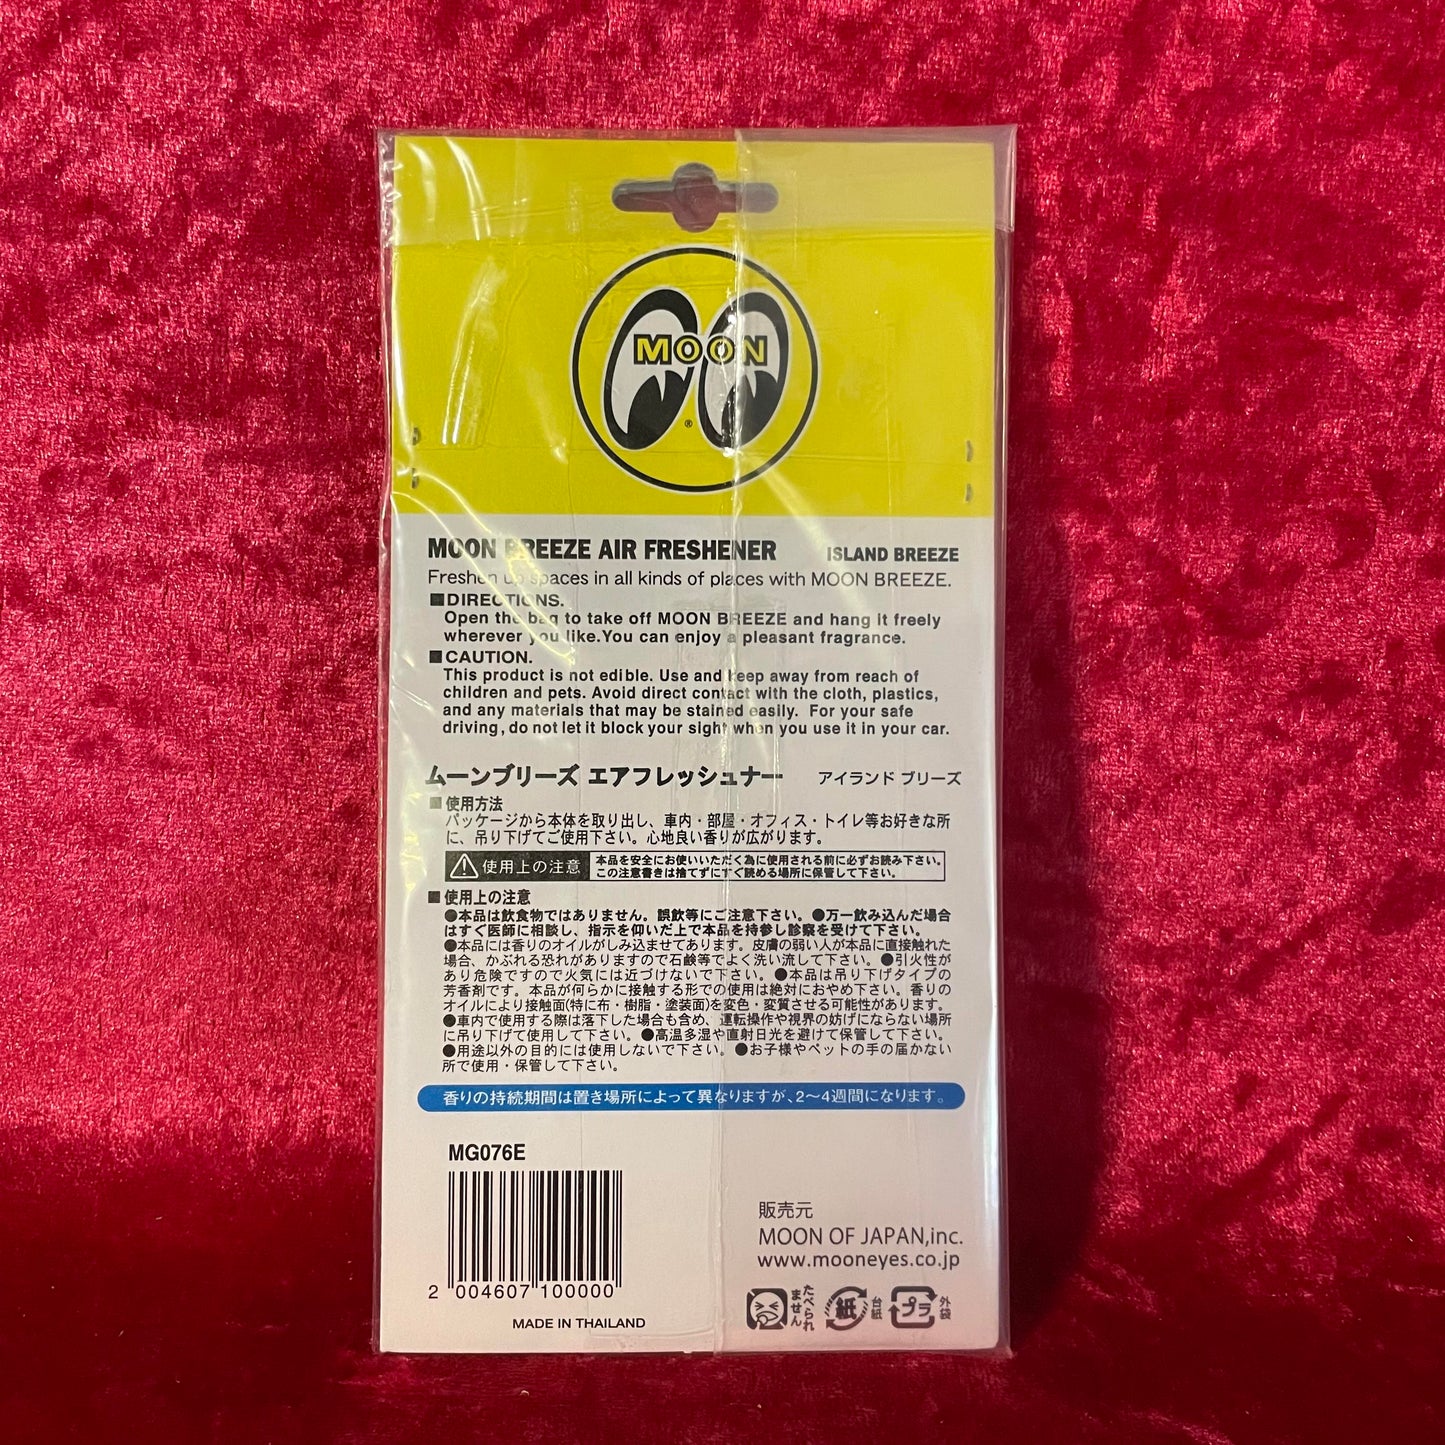 MOON
®
MOON BREEZE AIR FRESHENER ISLAND BREEZE
Freshen up spaces in all kinds of places with MOON BREEZE.
■DIRECTIONS.
Open the bag to take off MOON BREEZE and hang it freely
wherever you like.You can enjoy a pleasant fragrance.
■CAUTION.
This product is not edible. Use and keep away from reach of
children and pets. Avoid direct contact with the cloth, plastics,
and any materials that may be stained easily. For your safe
driving, do not let it block your sight when you use it in your car.
ムーンブリーズ エアフレッシュナー アイランド ブリーズ
■使用方法
パッケージから本体を取り出し、車内・部屋・オフィス・トイレ等お好きな所
に、吊り下げてご使用下さい。心地良い香りが広がります。
使用上の注意
本品を安全にお使いいただく為に使用される前に必ずお読み下さい。
この注意書きは捨てずにすぐ読める場所に保管して下さい。
■使用上の注意
●本品は飲食物ではありません。誤飲等にご注意下さい。●万一飲み込んだ場合
はすぐ医師に相談し、指示を仰いだ上で本品を持参し診察を受けて下さい。
●本品には香りのオイルがしみ込ませてあります。皮膚の弱い人が本品に直接触れた
場合、かぶれる恐れがありますので石鹸等でよく洗い流して下さい。●引火性が
あり危険ですので火気には近づけないで下さい。●本品は吊り下げタイプの
芳香剤です。本品が何らかに接触する形での使用は絶対におやめ下さい。香りの
オイルにより接触面(特に布・樹脂・塗装面)を変色・変質させる可能性があります。
●車内で使用する際は落下した場合も含め、運転操作や視界の妨げにならない場所
に吊り下げて使用して下さい。●高温多湿や直射日光を避けて保管して下さい。
●用途以外の目的には使用しないで下さい。●お子様やペットの手の届かない
所で使用・保管して下さい。
香りの持続期間は置き場所によって異なりますが、2〜4週間になります。
MG076E
2 004607 100000
MADE IN THAILAND
販売元
MOON OF JAPAN,inc.
www.mooneyes.co.jp
たべられ
ません
紙
台紙
プラ
外袋